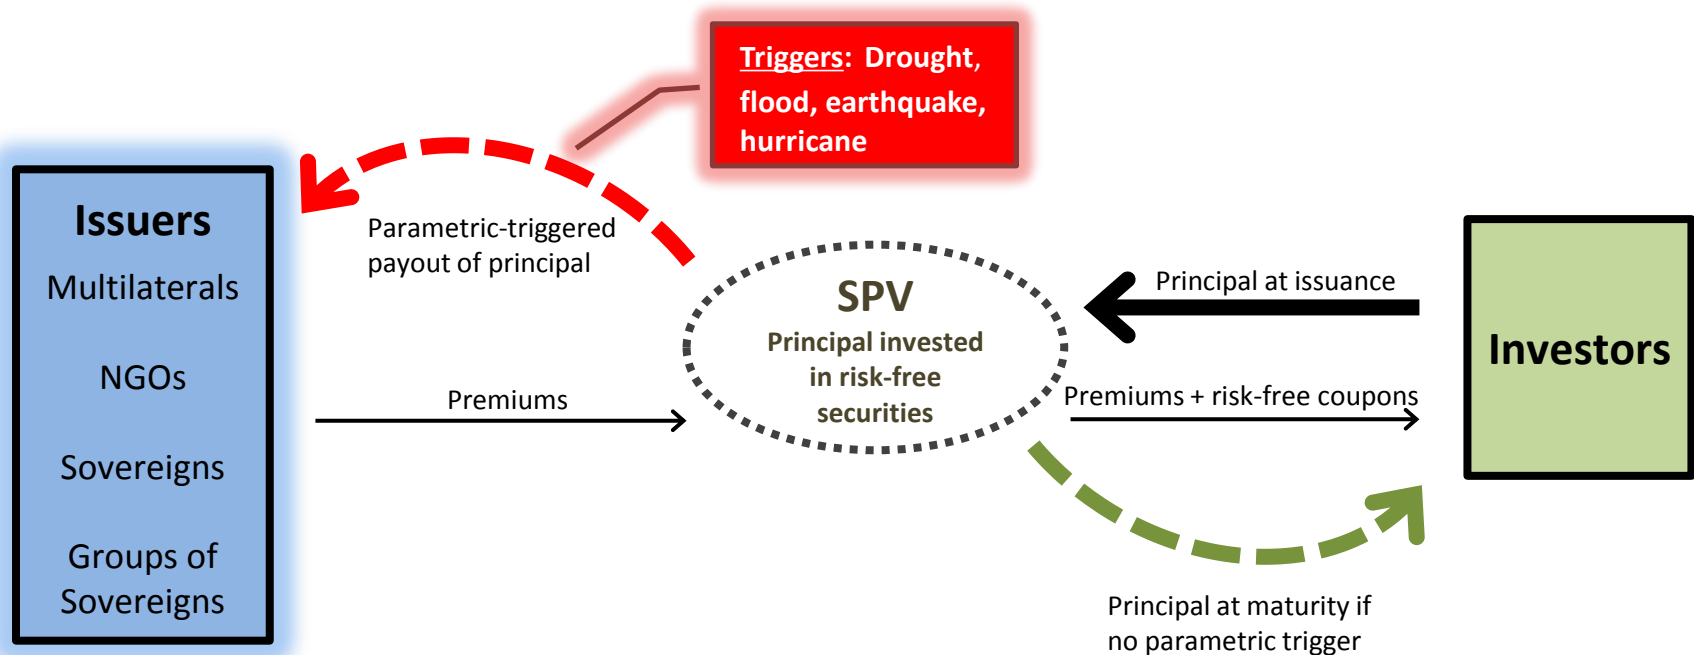 Triggers: Drought,
flood, earthquake,
hurricane
Issuers
Multilaterals
NGOs
Sovereigns
Groups of
Sovereigns
Parametric-triggered
payout of principal
Premiums
SPV
Principal invested
in risk-free
securities
Principal at issuance
Premiums + risk-free coupons
Investors
Principal at maturity if
no parametric trigger